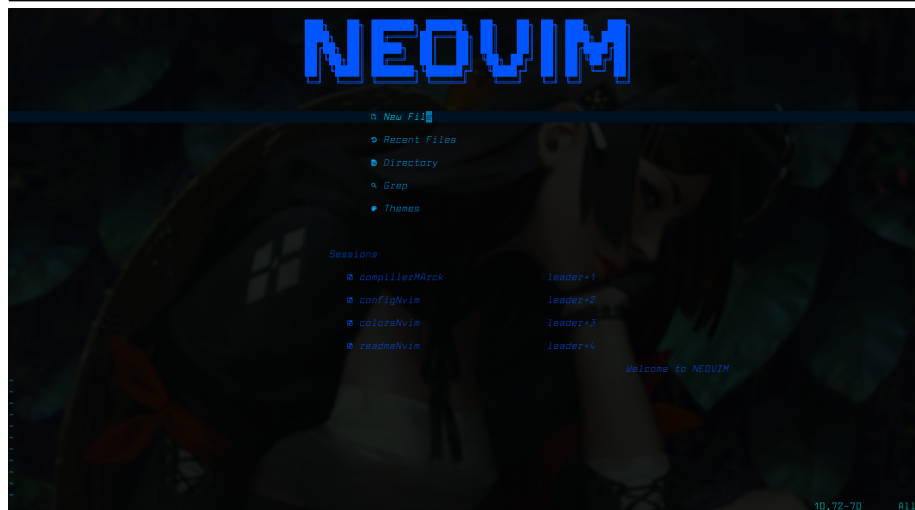 NEOVIM
New File
Recent Files
Directory
Grep
Themes
Sessions
compillerMArck leader+1
configNvim leader+2
colorsNvim leader+3
readmeNvim leader+4
Welcome to NEOVIM
10,72-70 All